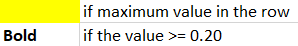 if maximum value in the row
Bold if the value >= 0.20